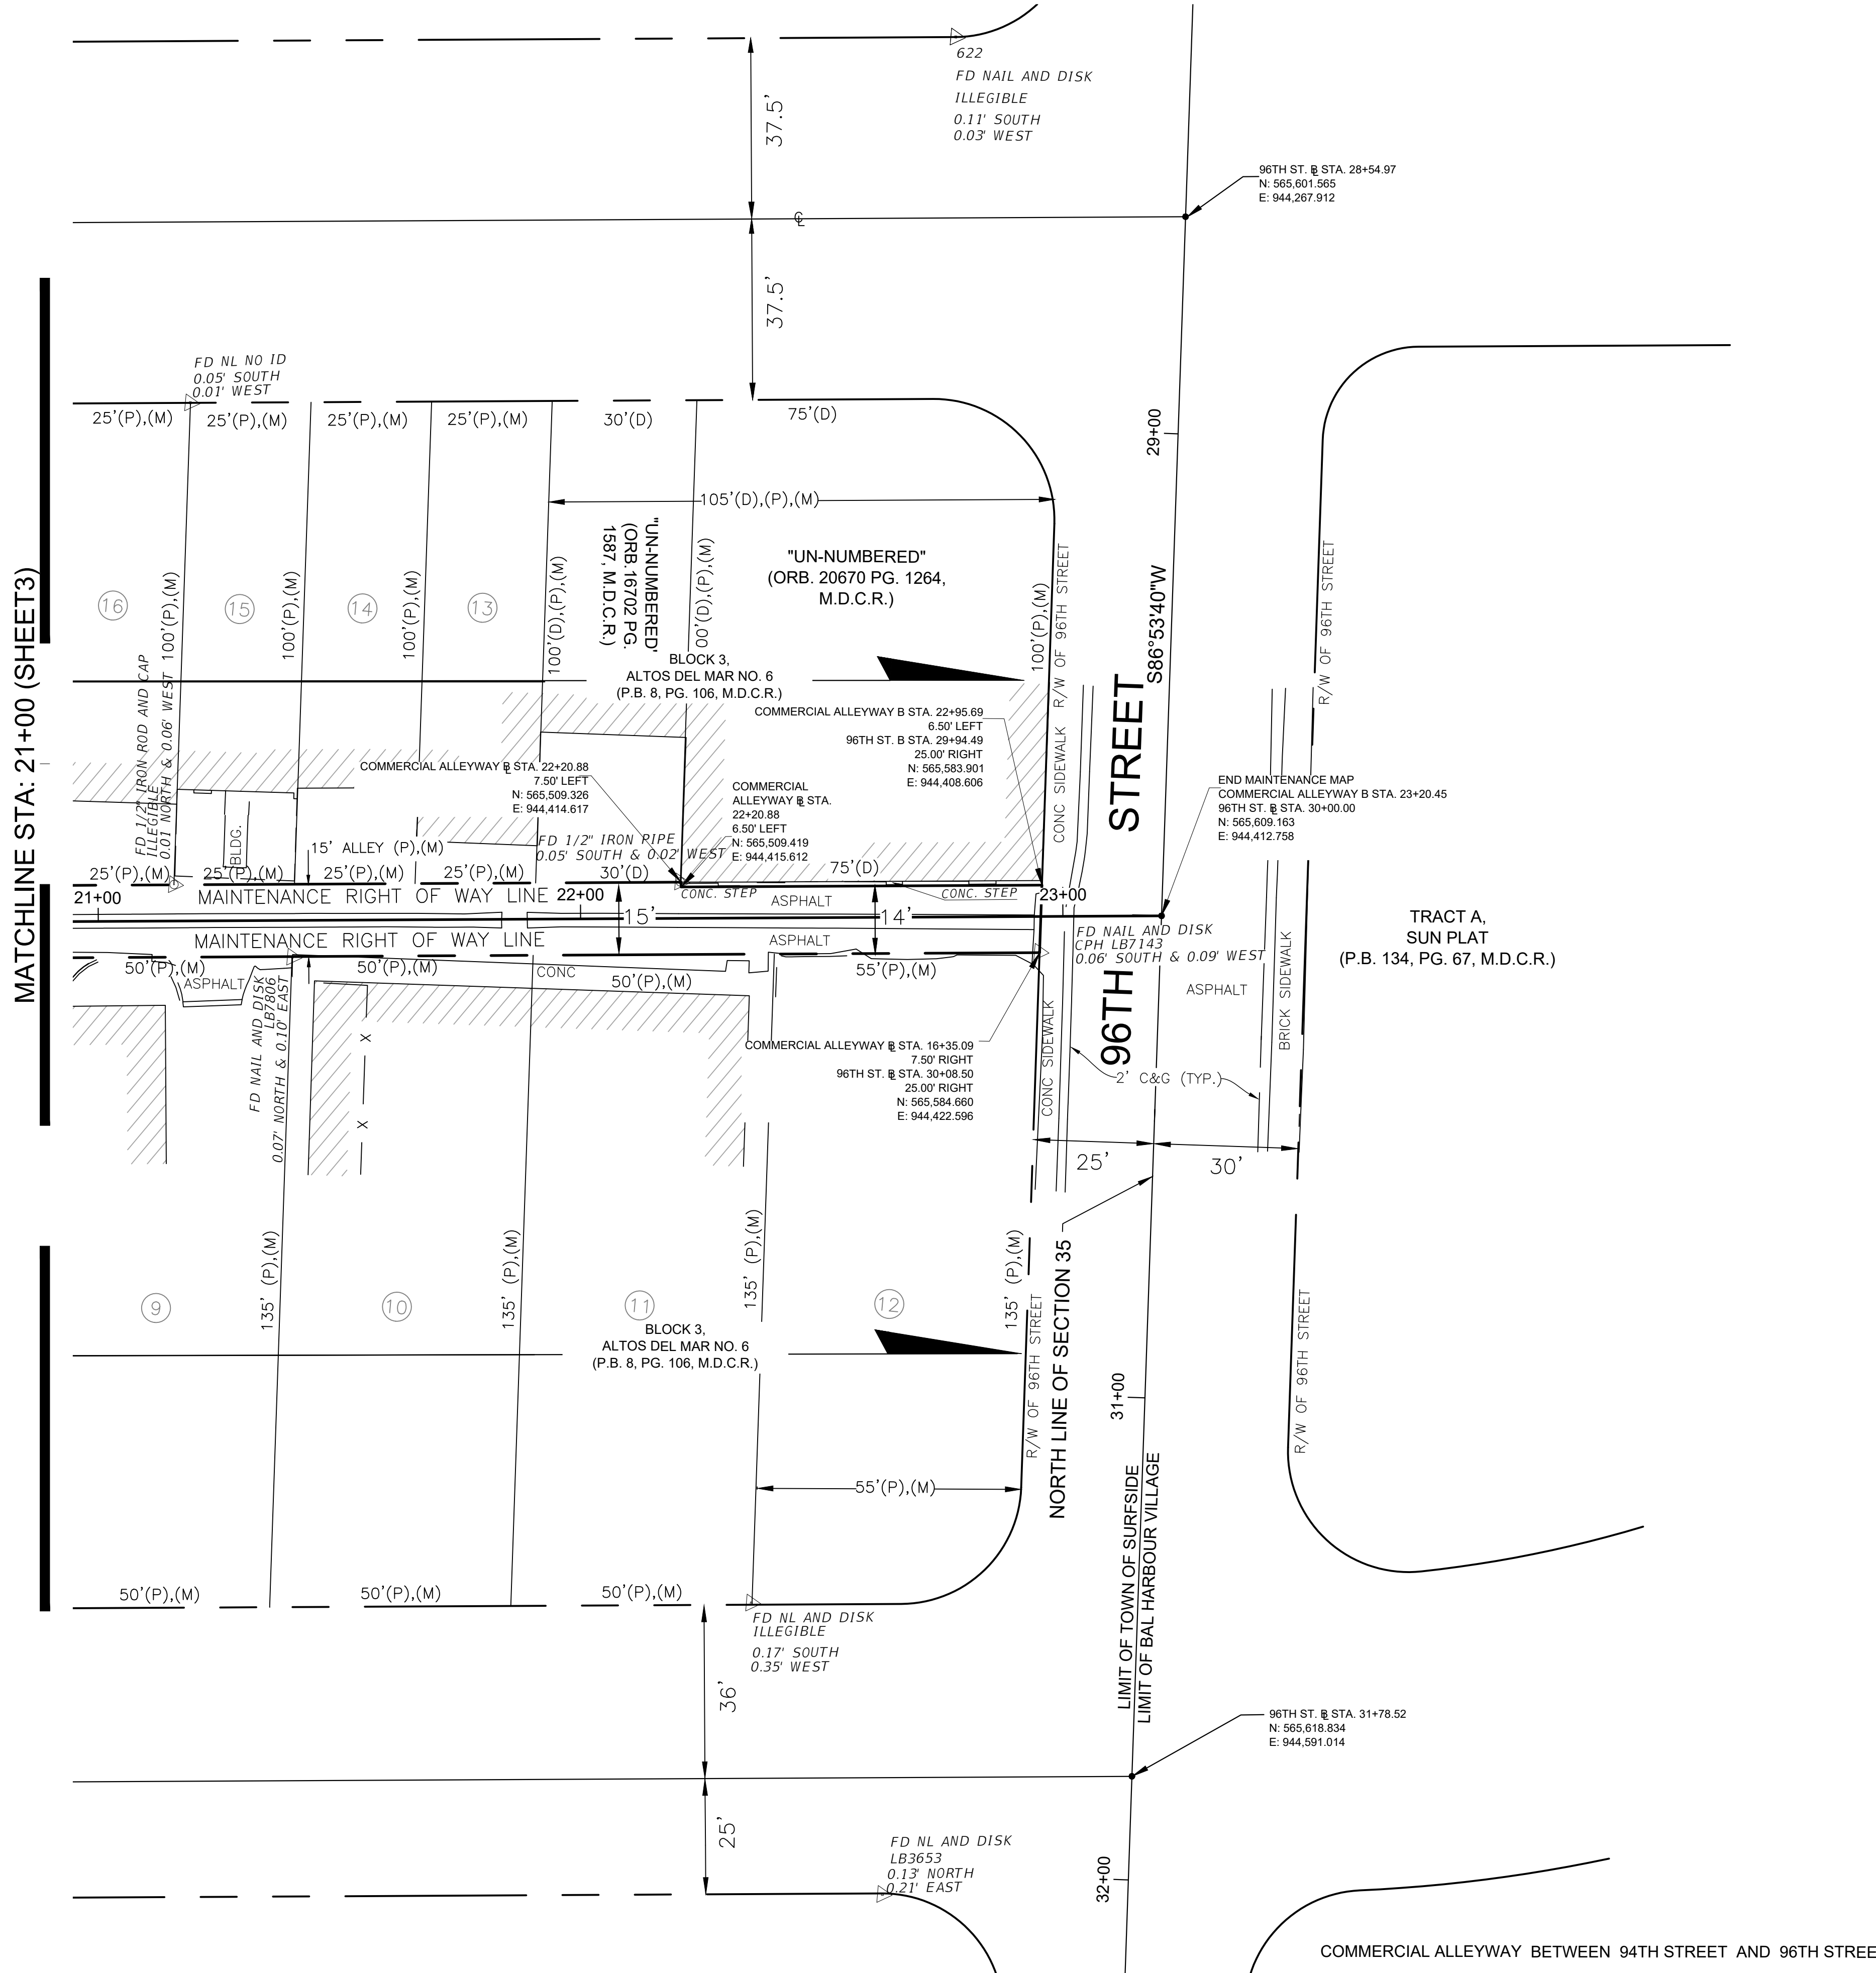 622
FD NAIL AND DISK
ILLEGIBLE
0.11' SOUTH
0.03' WEST
37.5'
96TH ST. BL STA. 28+54.97
N: 565,601.565
E: 944,267.912
CL
37.5'
FD NL NO ID
0.05' SOUTH
0.01' WEST
25'(P),(M)
25'(P),(M)
25'(P),(M)
25'(P),(M)
30'(D)
75'(D)
29+00
105'(D),(P),(M)
"UN-NUMBERED'
(ORB.16702 PG.
1587, M.D.C.R.)
"UN-NUMBERED"
(ORB. 20670 PG. 1264,
M.D.C.R.)
16
15
14
13
100'(P),(M)
100'(P),(M)
100'(P),(M)
100'(D),(P),(M)
00'(D),(P),(M)
100'(P),(M)
R/W OF 96TH STREET
S86°53'40"W
R/W OF 96TH STREET
MATCHLINE STA: 21+00 (SHEET3)
FD 1/2" IRON ROD AND CAP
ILLEGIBLE
0.01 NORTH & 0.06' WEST
BLOCK 3,
ALTOS DEL MAR NO. 6
(P.B. 8, PG. 106, M.D.C.R.)
COMMERCIAL ALLEYWAY B STA. 22+95.69
6.50' LEFT
96TH ST. B STA. 29+94.49
25.00' RIGHT
N: 565,583.901
E: 944,408.606
COMMERCIAL ALLEYWAY BL STA. 22+20.88
7.50' LEFT
N: 565,509.326
E: 944,414.617
COMMERCIAL
ALLEYWAY BL STA.
22+20.88
6.50' LEFT
N: 565,509.419
E: 944,415.612
CONC SIDEWALK
96TH STREET
END MAINTENANCE MAP
COMMERCIAL ALLEYWAY B STA. 23+20.45
96TH ST. BL STA. 30+00.00
N: 565,609.163
E: 944,412.758
BLDG.
15' ALLEY (P),(M)
FD 1/2" IRON PIPE
0.05' SOUTH & 0.02' WEST
25'(P),(M)
25'(P),(M)
25'(P),(M)
25'(P),(M)
30'(D)
75'(D)
21+00
MAINTENANCE RIGHT OF WAY LINE
22+00
CONC. STEP
ASPHALT
CONC. STEP
23+00
15'
14'
MAINTENANCE RIGHT OF WAY LINE
ASPHALT
FD NAIL AND DISK
CPH LB7143
0.06' SOUTH & 0.09' WEST
TRACT A,
SUN PLAT
(P.B. 134, PG. 67, M.D.C.R.)
50'(P),(M)
ASPHALT
50'(P),(M)
CONC
50'(P),(M)
55'(P),(M)
ASPHALT
BRICK SIDEWALK
FD NAIL AND DISK
LB7806
0.07' NORTH & 0.10' EAST
X
X
COMMERCIAL ALLEYWAY BL STA. 16+35.09
7.50' RIGHT
96TH ST. BL STA. 30+08.50
25.00' RIGHT
N: 565,584.660
E: 944,422.596
CONC SIDEWALK
2' C&G (TYP.)
25'
30'
135' (P),(M)
135' (P),(M)
135' (P),(M)
135' (P),(M)
9
10
11
12
BLOCK 3,
ALTOS DEL MAR NO. 6
(P.B. 8, PG. 106, M.D.C.R.)
R/W OF 96TH STREET
NORTH LINE OF SECTION 35
R/W OF 96TH STREET
31+00
55'(P),(M)
LIMIT OF TOWN OF SURFSIDE
LIMIT OF BAL HARBOUR VILLAGE
50'(P),(M)
50'(P),(M)
50'(P),(M)
FD NL AND DISK
ILLEGIBLE
0.17' SOUTH
0.35' WEST
36'
96TH ST. BL STA. 31+78.52
N: 565,618.834
E: 944,591.014
25'
FD NL AND DISK
LB3653
0.13' NORTH
0.21' EAST
32+00
COMMERCIAL ALLEYWAY BETWEEN 94TH STREET AND 96TH STREE